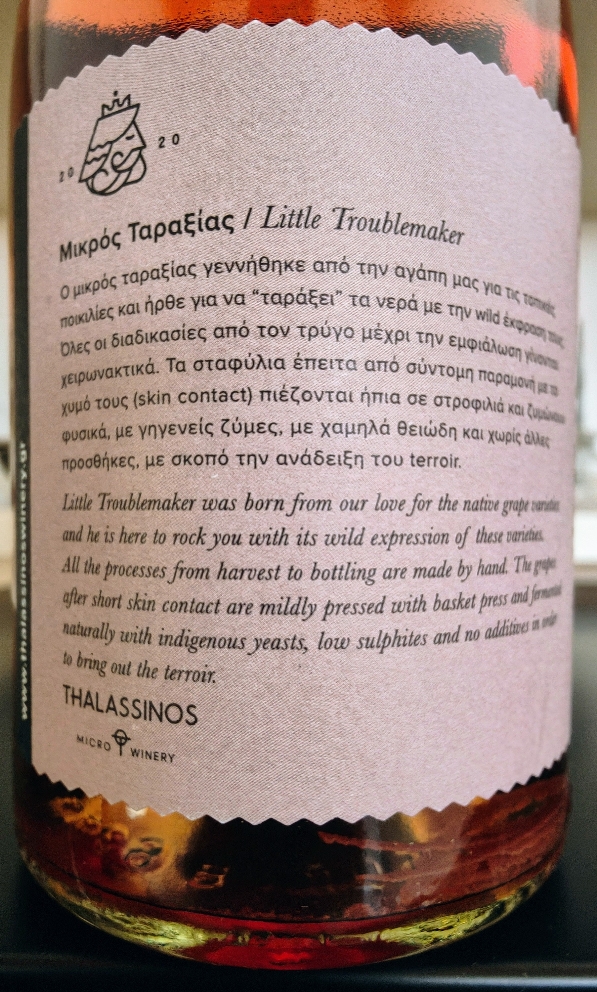 20 20
Μικρός Ταραξίας / Little Troublemaker
Ο μικρός ταραξίας γεννήθηκε από την αγάπη μας για τις τοπικές
ποικιλίες και ήρθε για να “ταράξει” τα νερά με την wild έκφραση τους.
Όλες οι διαδικασίες από τον τρύγο μέχρι την εμφιάλωση γίνονται
χειρωνακτικά. Τα σταφύλια έπειτα από σύντομη παραμονή με το
χυμό τους (skin contact) πιέζονται ήπια σε στροφιλιά και ζυμώνονται
φυσικά, με γηγενείς ζύμες, με χαμηλά θειώδη και χωρίς άλλες
προσθήκες, με σκοπό την ανάδειξη του terroir.
Little Troublemaker was born from our love for the native grape varieties
and he is here to rock you with its wild expression of these varieties.
All the processes from harvest to bottling are made by hand. The grapes
after short skin contact are mildly pressed with basket press and fermented
naturally with indigenous yeasts, low sulphites and no additives in order
to bring out the terroir.
THALASSINOS
MICRO WINERY
www.thalassinoswinery.gr